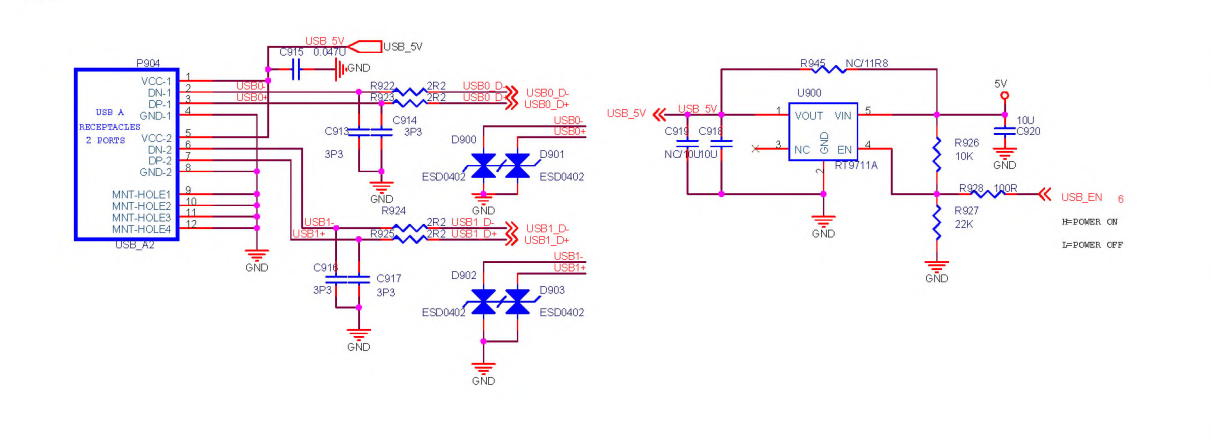 USB_5V
USB_5V
C915 0.047U
GND
P904
USB A
RECEPTACLES
2 PORTS
VCC-1
DN-1
DP-1
GND-1
VCC-2
DN-2
DP-2
GND-2
MNT-HOLE1
MNT-HOLE2
MNT-HOLE3
MNT-HOLE4
1
2
3
4
5
6
7
8
9
10
11
12
USB_A2
GND
USB0-
USB0+
R922 2R2 USB0_D-
R923 2R2 USB0_D+
USB0_D-
USB0_D+
C913
C914
3P3
3P3
GND
USB0-
USB0+
D900
D901
ESD0402
ESD0402
GND
R924
USB1-
USB1+
2R2 USB1_D-
R925 2R2 USB1_D+
USB1_D-
USB1_D+
C916
C917
3P3
3P3
GND
USB1-
USB1+
D902
D903
ESD0402
ESD0402
GND
R945 NC/11R8
U900
USB_5V
USB_5V
1
VOUT VIN
5
3
NC
GND
EN
4
2
RT9711A
C919
C918
NC/10U
10U
GND
5V
10U
C920
GND
R926
10K
R928 100R
USB_EN 6
R927
22K
GND
H=POWER ON
L=POWER OFF